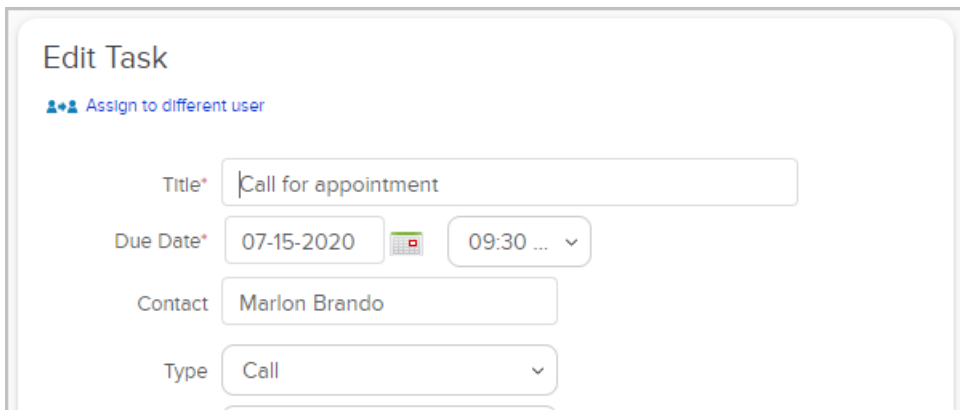 Edit Task
Assign to different user
Title* Call for appointment
Due Date* 07-15-2020 09:30 ...
Contact Marlon Brando
Type Call